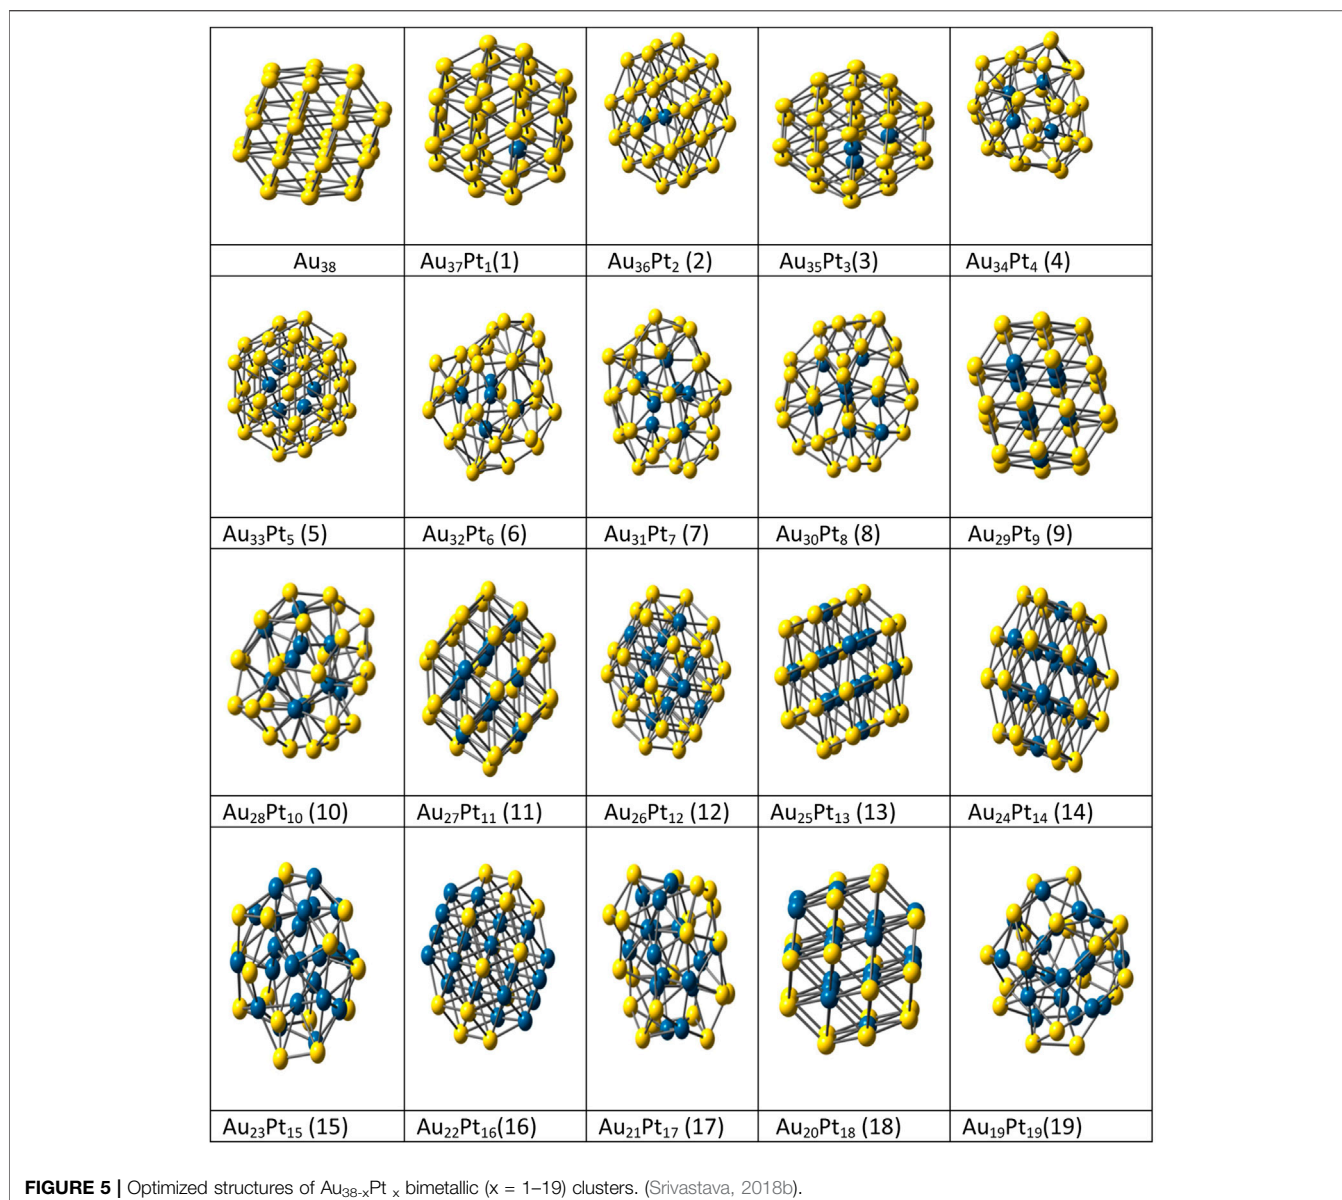 Au₃₈ Au₃₇Pt₁(1) Au₃₆Pt₂ (2) Au₃₅Pt₃(3) Au₃₄Pt₄ (4)
Au₃₃Pt₅ (5) Au₃₂Pt₆ (6) Au₃₁Pt₇ (7) Au₃₀Pt₈ (8) Au₂₉Pt₉ (9)
Au₂₈Pt₁₀ (10) Au₂₇Pt₁₁ (11) Au₂₆Pt₁₂ (12) Au₂₅Pt₁₃ (13) Au₂₄Pt₁₄ (14)
Au₂₃Pt₁₅ (15) Au₂₂Pt₁₆(16) Au₂₁Pt₁₇ (17) Au₂₀Pt₁₈ (18) Au₁₉Pt₁₉(19)
FIGURE 5 | Optimized structures of Au₃₈₋ₓPt ₓ bimetallic (x = 1–19) clusters. (Srivastava, 2018b).